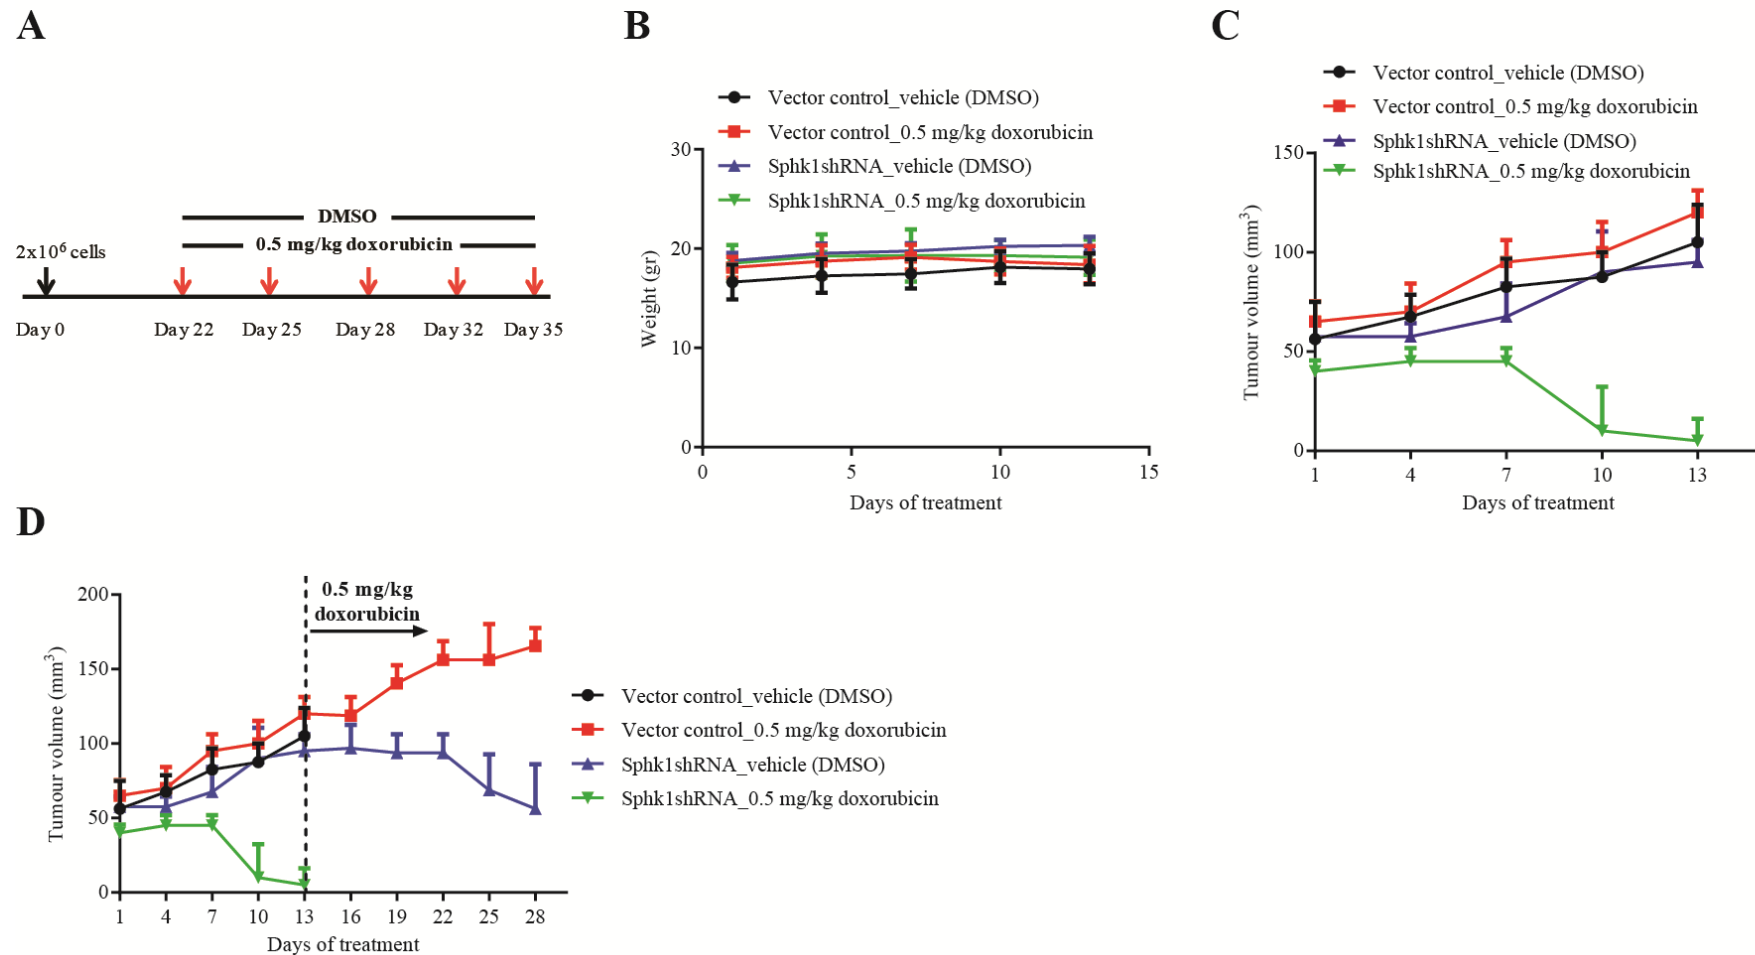 A
DMSO
0.5 mg/kg doxorubicin
2x10⁶ cells
Day 0
Day 22
Day 25
Day 28
Day 32
Day 35
B
Vector control_vehicle (DMSO)
Vector control_0.5 mg/kg doxorubicin
Sphk1shRNA_vehicle (DMSO)
Sphk1shRNA_0.5 mg/kg doxorubicin
30
20
10
0
Weight (gr)
0 5 10 15
Days of treatment
C
Vector control_vehicle (DMSO)
Vector control_0.5 mg/kg doxorubicin
Sphk1shRNA_vehicle (DMSO)
Sphk1shRNA_0.5 mg/kg doxorubicin
150
100
50
0
Tumour volume (mm³)
1 4 7 10 13
Days of treatment
D
0.5 mg/kg
doxorubicin
200
150
100
50
0
Tumour volume (mm³)
1 4 7 10 13 16 19 22 25 28
Days of treatment
Vector control_vehicle (DMSO)
Vector control_0.5 mg/kg doxorubicin
Sphk1shRNA_vehicle (DMSO)
Sphk1shRNA_0.5 mg/kg doxorubicin